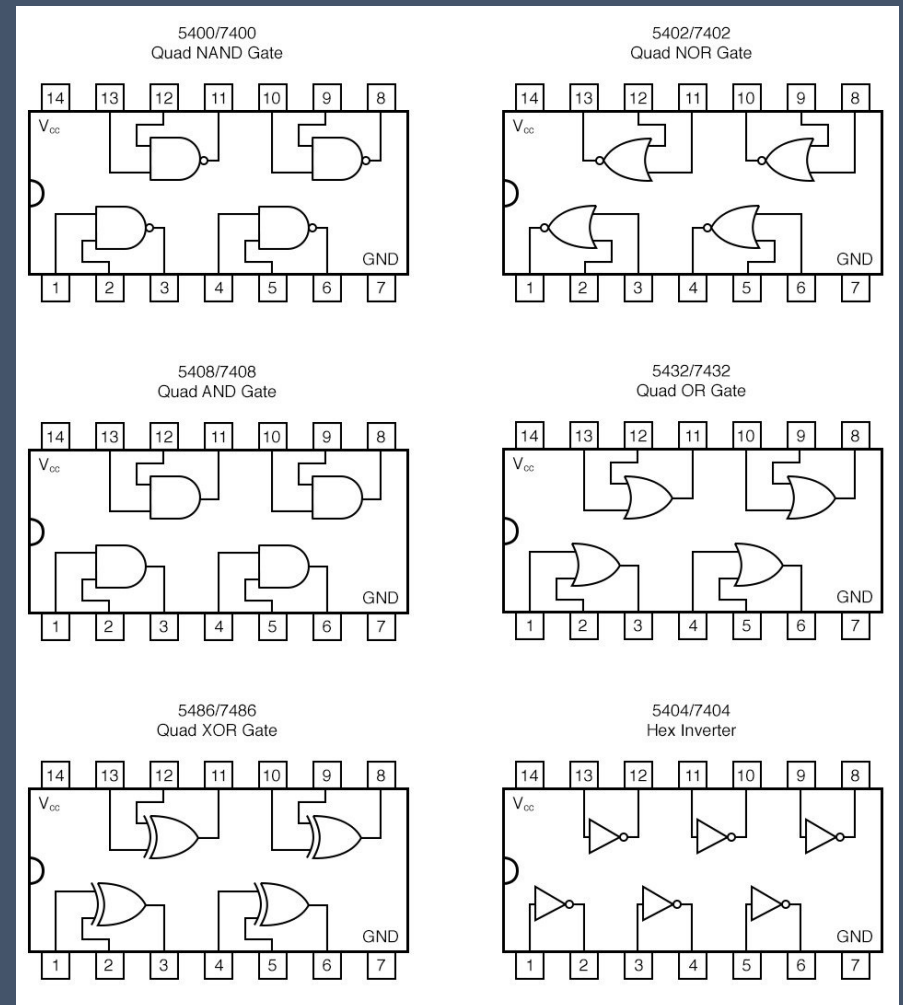 5400/7400
Quad NAND Gate
14 13 12 11 10 9 8
Vcc
GND
1 2 3 4 5 6 7
5402/7402
Quad NOR Gate
14 13 12 11 10 9 8
Vcc
GND
1 2 3 4 5 6 7
5408/7408
Quad AND Gate
14 13 12 11 10 9 8
Vcc
GND
1 2 3 4 5 6 7
5432/7432
Quad OR Gate
14 13 12 11 10 9 8
Vcc
GND
1 2 3 4 5 6 7
5486/7486
Quad XOR Gate
14 13 12 11 10 9 8
Vcc
GND
1 2 3 4 5 6 7
5404/7404
Hex Inverter
14 13 12 11 10 9 8
Vcc
GND
1 2 3 4 5 6 7